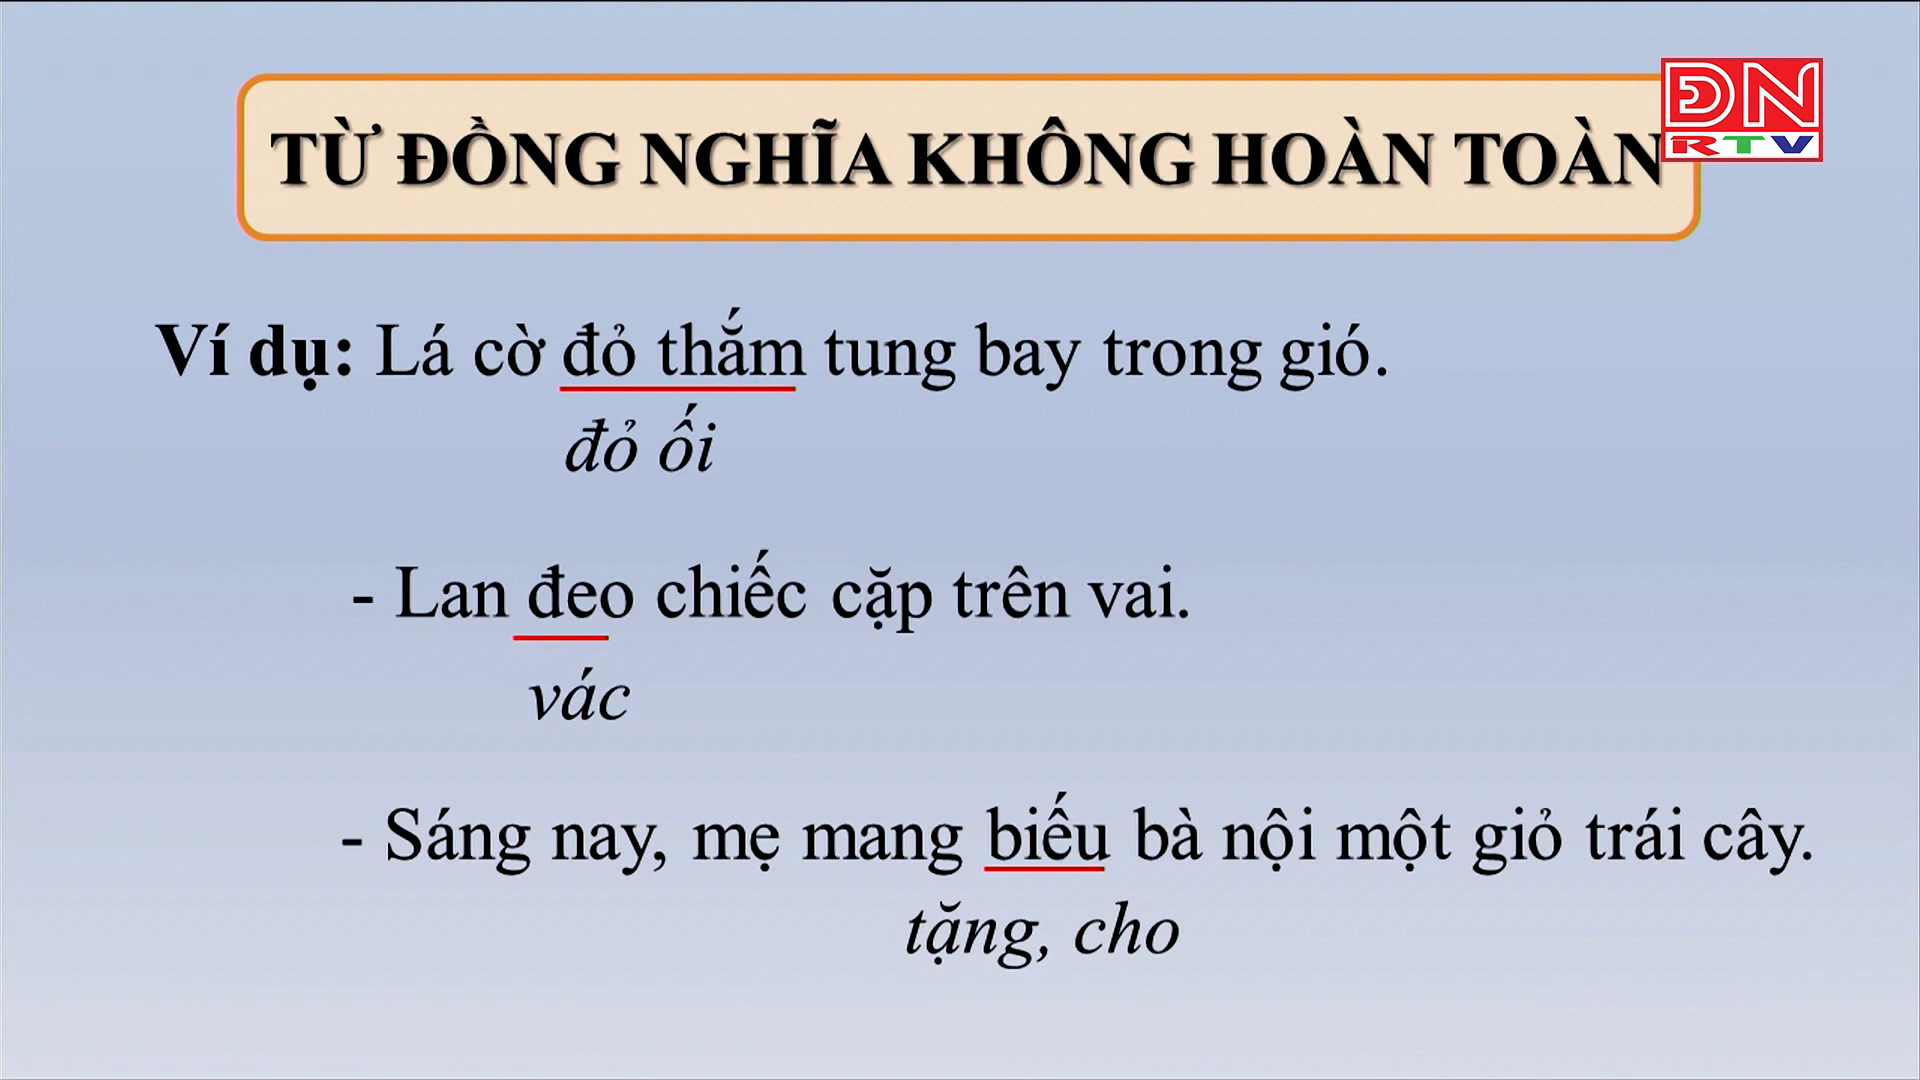 TỪ ĐỒNG NGHĨA KHÔNG HOÀN TOÀN
ĐN
RTV
Ví dụ: Lá cờ đỏ thắm tung bay trong gió.
đỏ ối
- Lan đeo chiếc cặp trên vai.
vác
- Sáng nay, mẹ mang biếu bà nội một giỏ trái cây.
tặng, cho